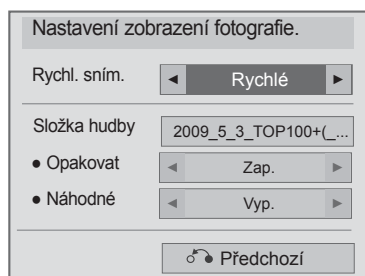 Nastavení zobrazení fotografie.
Rychl. sním. ◄ Rychlé ►
Složka hudby 2009_5_3_TOP100+(_...
● Opakovat ◄ Zap. ►
● Náhodné ◄ Vyp. ►
Předchozí